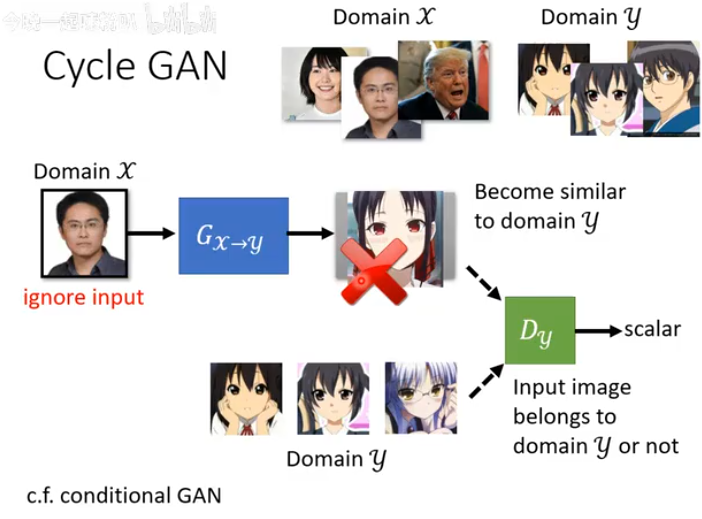 Domain 𝒳
Domain 𝒴
Cycle GAN
Domain 𝒳
ignore input
G𝒳→𝒴
Become similar
to domain 𝒴
D𝒴
scalar
Input image
belongs to
domain 𝒴 or not
Domain 𝒴
c.f. conditional GAN